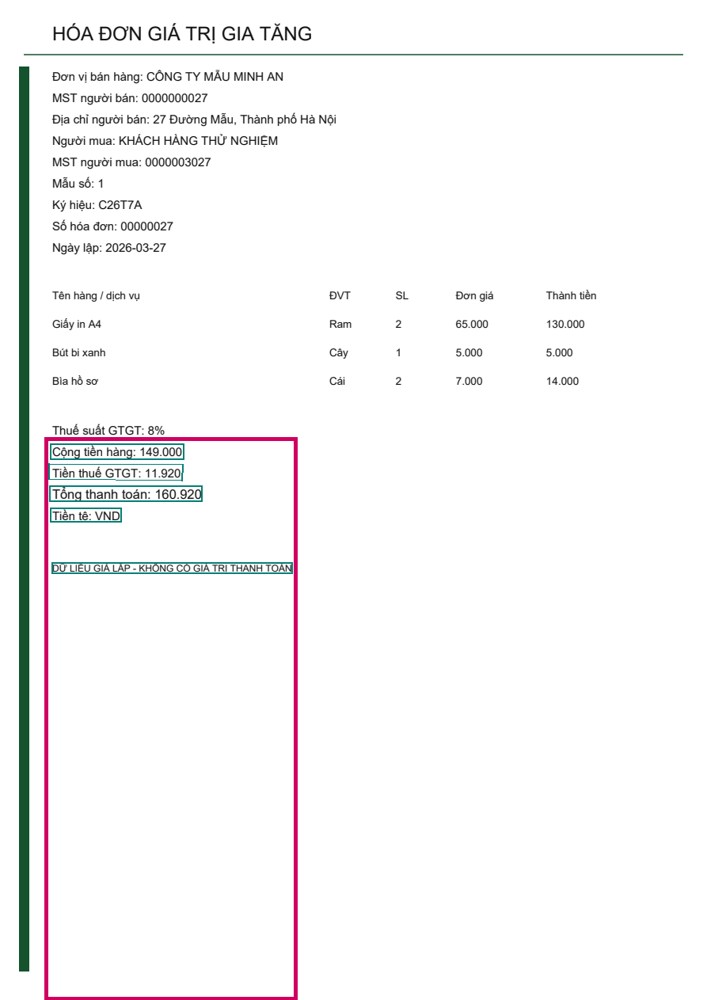 HÓA ĐƠN GIÁ TRỊ GIA TĂNG
Đơn vị bán hàng: CÔNG TY MẪU MINH AN
MST người bán: 0000000027
Địa chỉ người bán: 27 Đường Mẫu, Thành phố Hà Nội
Người mua: KHÁCH HÀNG THỬ NGHIỆM
MST người mua: 0000003027
Mẫu số: 1
Ký hiệu: C26T7A
Số hóa đơn: 00000027
Ngày lập: 2026-03-27
Tên hàng / dịch vụ ĐVT SL Đơn giá Thành tiền
Giấy in A4 Ram 2 65.000 130.000
Bút bi xanh Cây 1 5.000 5.000
Bìa hồ sơ Cái 2 7.000 14.000
Thuế suất GTGT: 8%
Cộng tiền hàng: 149.000
Tiền thuế GTGT: 11.920
Tổng thanh toán: 160.920
Tiền tệ: VND
DỮ LIỆU GIẢ LẬP - KHÔNG CÓ GIÁ TRỊ THANH TOÁN